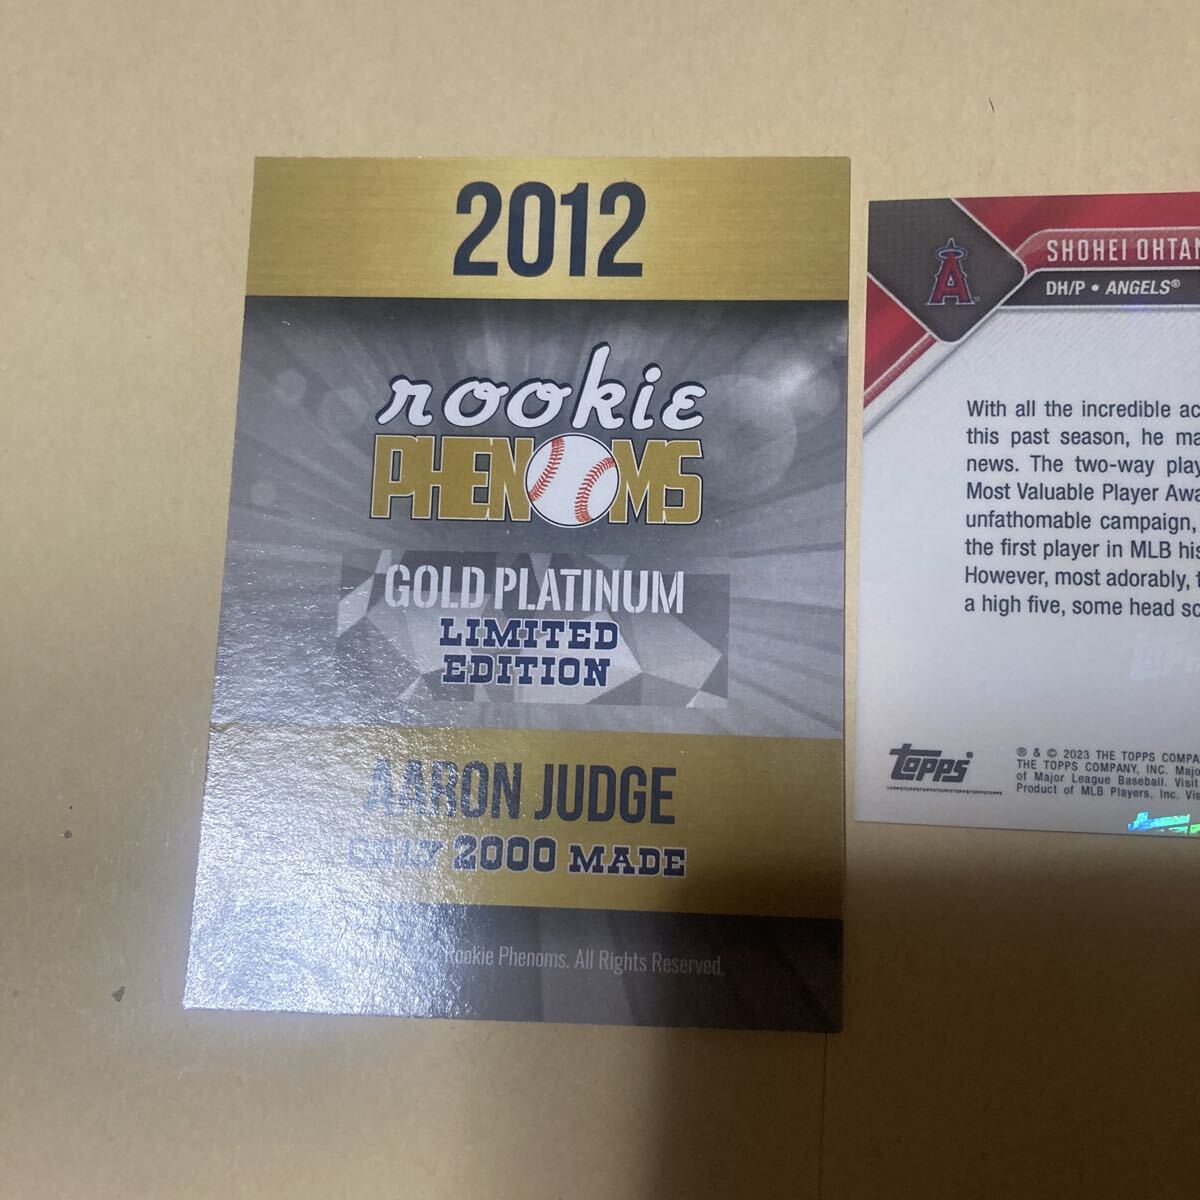 2012
rookie
PHENOMS
GOLD PLATINUM
LIMITED
EDITION
AARON JUDGE
ONLY 2000 MADE
Rookie Phenoms. All Rights Reserved.
A
SHOHEI OHTAN
DH/P • ANGELS®
With all the incredible ac
this past season, he ma
news. The two-way play
Most Valuable Player Awa
unfathomable campaign,
the first player in MLB his
However, most adorably, t
a high five, some head sc
Topps®
® & © 2023 THE TOPPS COMPA
THE TOPPS COMPANY, INC. Majo
of Major League Baseball. Visit
Product of MLB Players, Inc. Vis